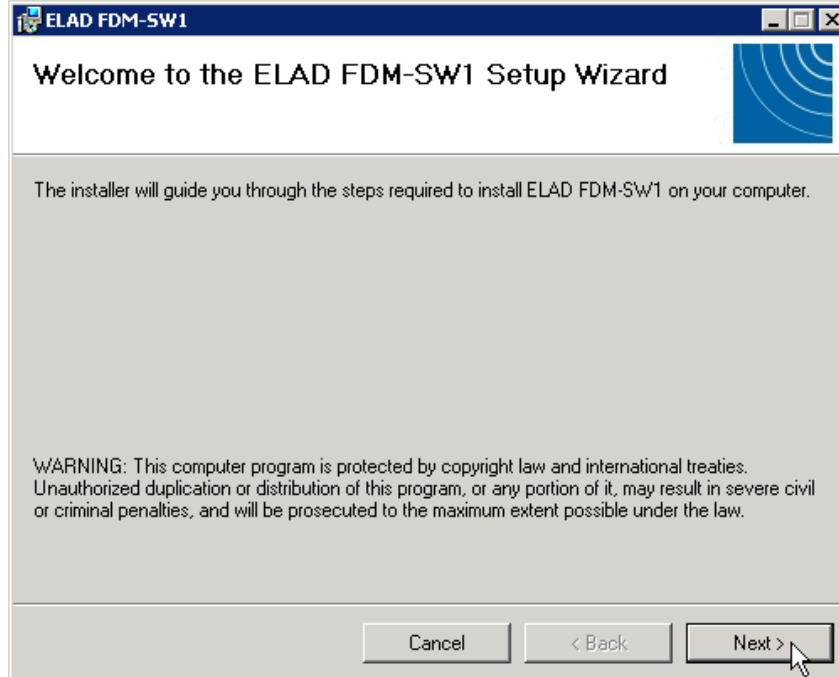 ELAD FDM-SW1
Welcome to the ELAD FDM-SW1 Setup Wizard
The installer will guide you through the steps required to install ELAD FDM-SW1 on your computer.
WARNING: This computer program is protected by copyright law and international treaties.
Unauthorized duplication or distribution of this program, or any portion of it, may result in severe civil
or criminal penalties, and will be prosecuted to the maximum extent possible under the law.
Cancel
< Back
Next >